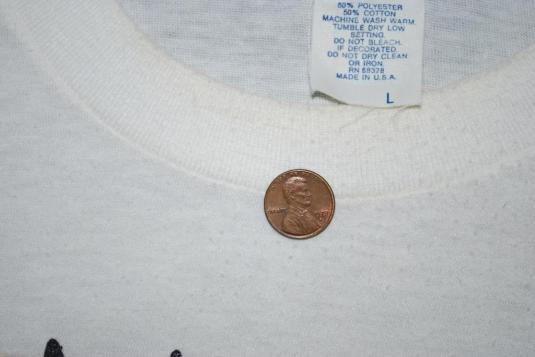 50% POLYESTER
50% COTTON
MACHINE WASH WARM.
TUMBLE DRY LOW
SETTING.
DO NOT BLEACH.
IF DECORATED,
DO NOT DRY CLEAN
OR IRON.
RN 58378
MADE IN U.S.A.
L